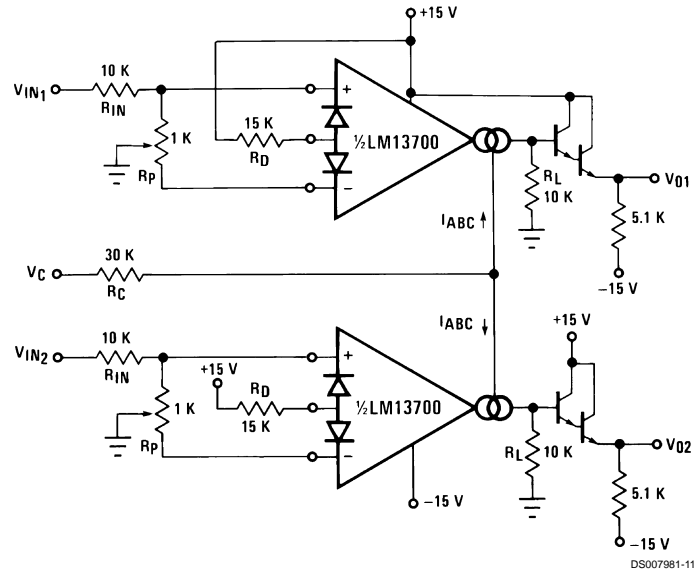 +15 V
10 K
VIN1
RIN
+
1 K
15 K
RD
½LM13700
RP
−
RL
10 K
VO1
5.1 K
IABC
−15 V
30 K
VC
RC
IABC
+15 V
10 K
VIN2
RIN
+15 V
+
1 K
RD
15 K
½LM13700
RP
−
RL
10 K
VO2
5.1 K
−15 V
−15 V
DS007981-11